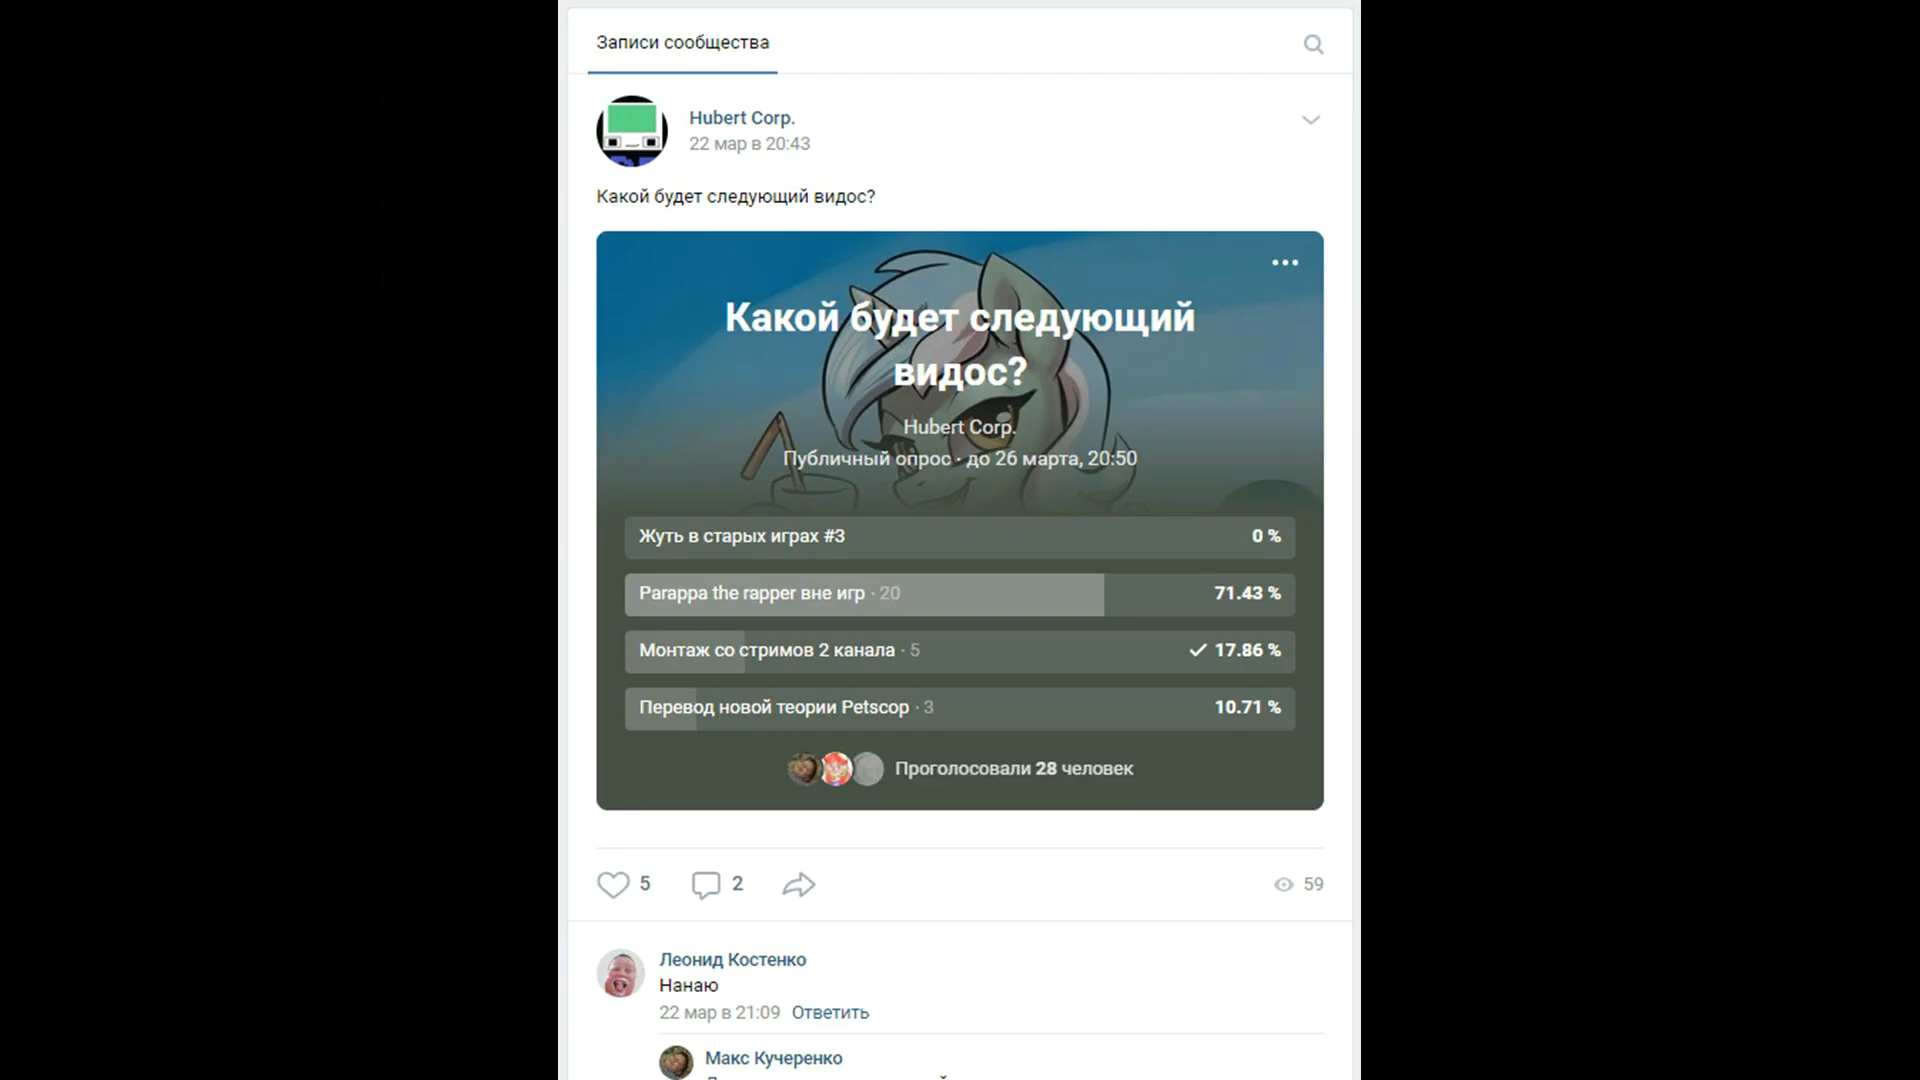 Записи сообщества
Hubert Corp.
22 мар в 20:43
Какой будет следующий видос?
Какой будет следующий
видос?
Hubert Corp.
Публичный опрос · до 26 марта, 20:50
Жуть в старых играх #3 0 %
Parappa the rapper вне игр · 20 71.43 %
Монтаж со стримов 2 канала · 5 17.86 %
Перевод новой теории Petscop · 3 10.71 %
Проголосовали 28 человек
5 2 59
Леонид Костенко
Нанаю
22 мар в 21:09 Ответить
Макс Кучеренко